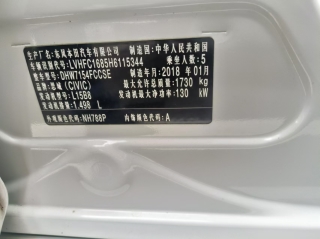 生产厂名：东风本田汽车有限公司 制造国：中华人民共和国
车辆识别代号：LVHFC1685H6115344 乘坐人数：5
整车型号：DHW7154FCCSE 制造年月：2018 年 01月
品牌：思域（CIVIC） 最大允许总质量：1730 kg
发动机型号：L15B8 发动机最大净功率：130 kW
发动机排量：1.498 L
外观颜色代码：NH788P 内饰颜色代码：A